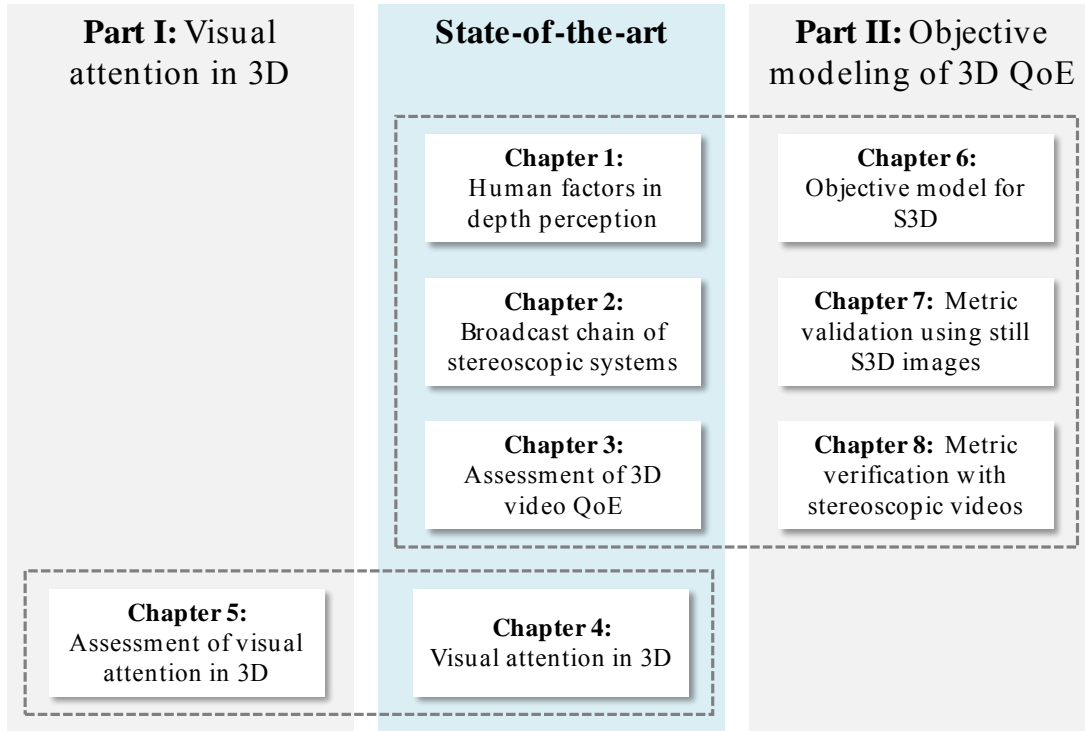 Part I: Visual
attention in 3D
State-of-the-art
Part II: Objective
modeling of 3D QoE
Chapter 1:
Human factors in
depth perception
Chapter 6:
Objective model for
S3D
Chapter 2:
Broadcast chain of
stereoscopic systems
Chapter 7: Metric
validation using still
S3D images
Chapter 3:
Assessment of 3D
video QoE
Chapter 8: Metric
verification with
stereoscopic videos
Chapter 5:
Assessment of visual
attention in 3D
Chapter 4:
Visual attention in 3D